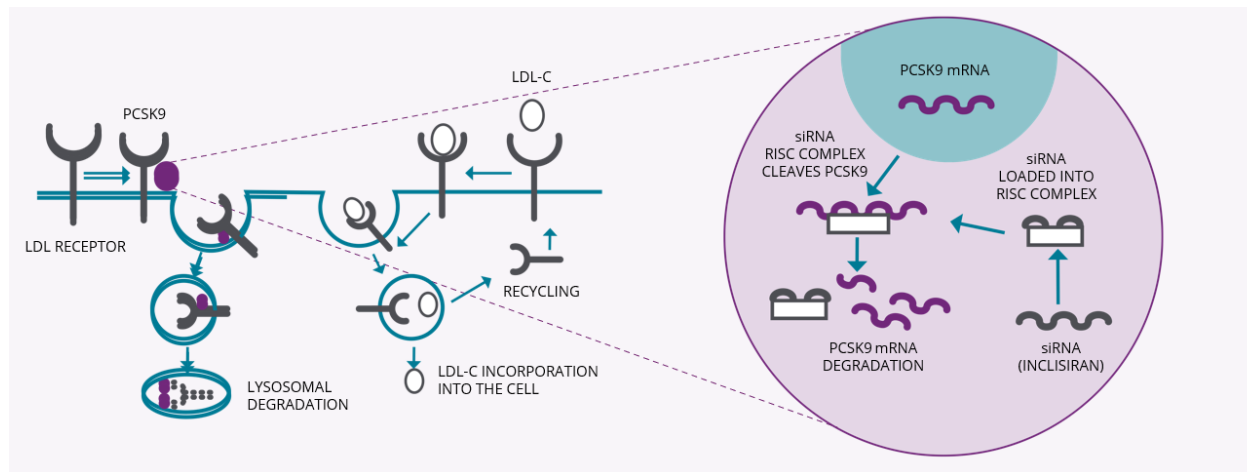 PCSK9
LDL RECEPTOR
LDL-C
RECYCLING
LYSOSOMAL
DEGRADATION
LDL-C INCORPORATION
INTO THE CELL
PCSK9 mRNA
siRNA
RISC COMPLEX
CLEAVES PCSK9
siRNA
LOADED INTO
RISC COMPLEX
PCSK9 mRNA
DEGRADATION
siRNA
(INCLISIRAN)